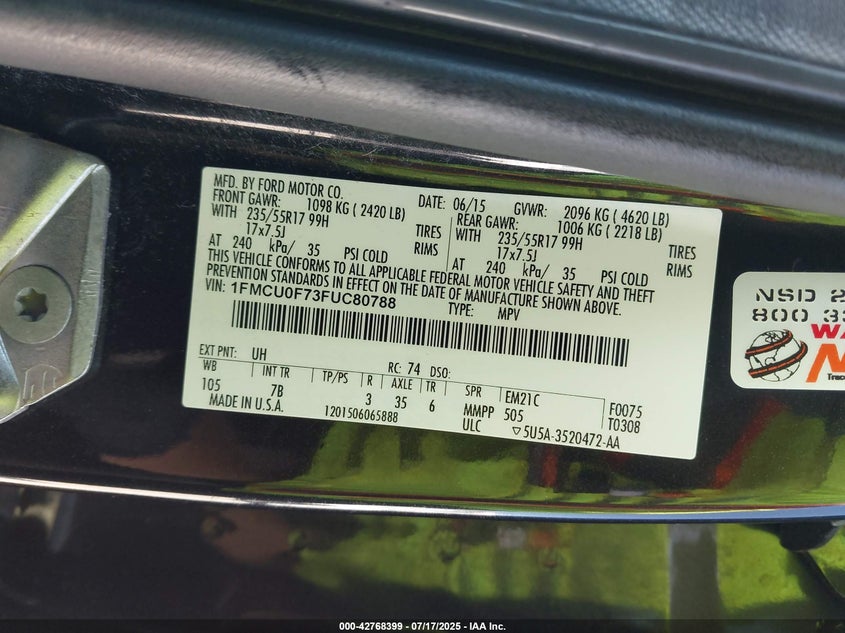 MFD. BY FORD MOTOR CO.
DATE: 06/15 GVWR: 2096 KG ( 4620 LB)
FRONT GAWR: 1098 KG ( 2420 LB) REAR GAWR: 1006 KG ( 2218 LB)
WITH 235/55R17 99H TIRES WITH 235/55R17 99H TIRES
17x7.5J RIMS 17x7.5J RIMS
AT 240 kPa/ 35 PSI COLD AT 240 kPa/ 35 PSI COLD
THIS VEHICLE CONFORMS TO ALL APPLICABLE FEDERAL MOTOR VEHICLE SAFETY AND THEFT
PREVENTION STANDARDS IN EFFECT ON THE DATE OF MANUFACTURE SHOWN ABOVE.
VIN: 1FMCU0F73FUC80788
TYPE: MPV
EXT PNT: UH RC: 74 DSO:
WB INT TR TP/PS R AXLE TR SPR EM21C F0075
105 7B 3 35 6 MMPP 505 T0308
MADE IN U.S.A. 1201506065888 ULC ▽5U5A-3520472-AA
NSD 2
800 33
WA
N
Trac
000-42768399 - 07/17/2025 - IAA Inc.